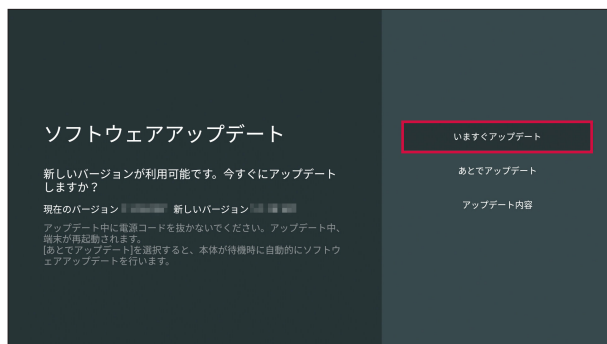 ソフトウェアアップデート
新しいバージョンが利用可能です。今すぐにアップデート
しますか？
現在のバージョン 新しいバージョン
アップデート中に電源コードを抜かないでください。アップデート中、
端末が再起動されます。
[あとでアップデート]を選択すると、本体が待機時に自動的にソフトウ
ェアアップデートを行います。
いますぐアップデート
あとでアップデート
アップデート内容